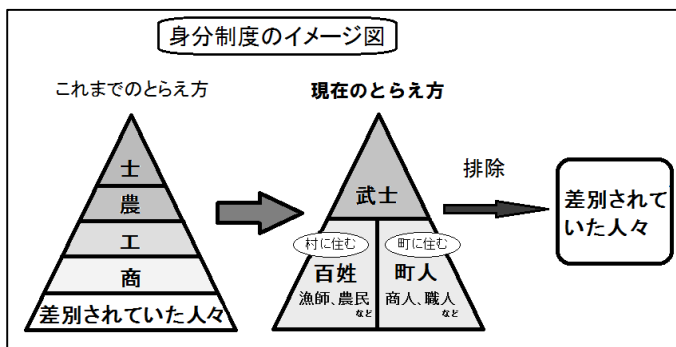 身分制度のイメージ図
これまでのとらえ方
士
農
工
商
差別されていた人々
現在のとらえ方
武士
村に住む
百姓
漁師、農民など
町に住む
町人
商人、職人など
排除
差別されて
いた人々